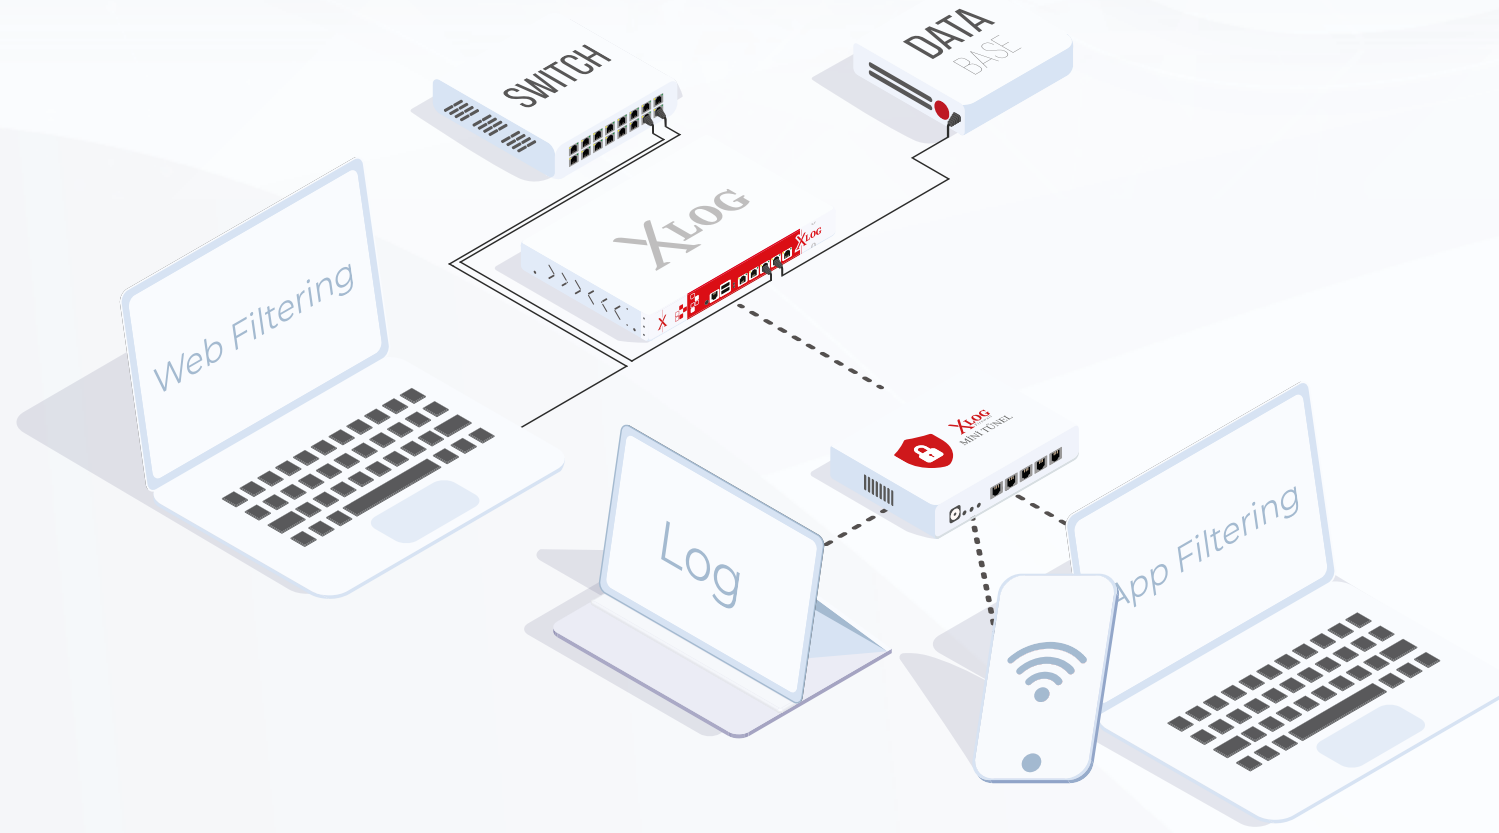 SWITCH
DATA
BASE
XLOG
XLOG
X
Web Filtering
XLOG
MİNİ TÜNEL
Log
App Filtering